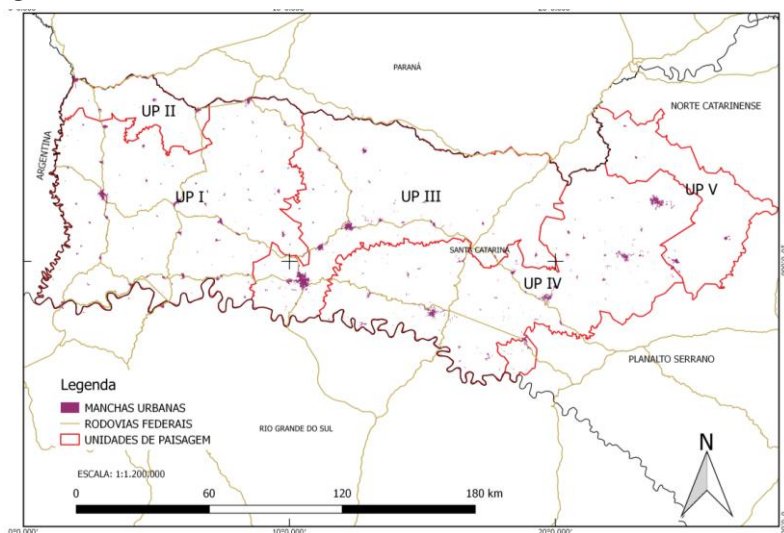 PARANÁ
NORTE CATARINENSE
UP II
ARGENTINA
UP I
UP III
UP V
SANTA CATARINA
UP IV
PLANALTO SERRANO
Legenda
MANCHAS URBANAS
RODOVIAS FEDERAIS
UNIDADES DE PAISAGEM
RIO GRANDE DO SUL
N
ESCALA: 1:1.200.000
0 60 120 180 km